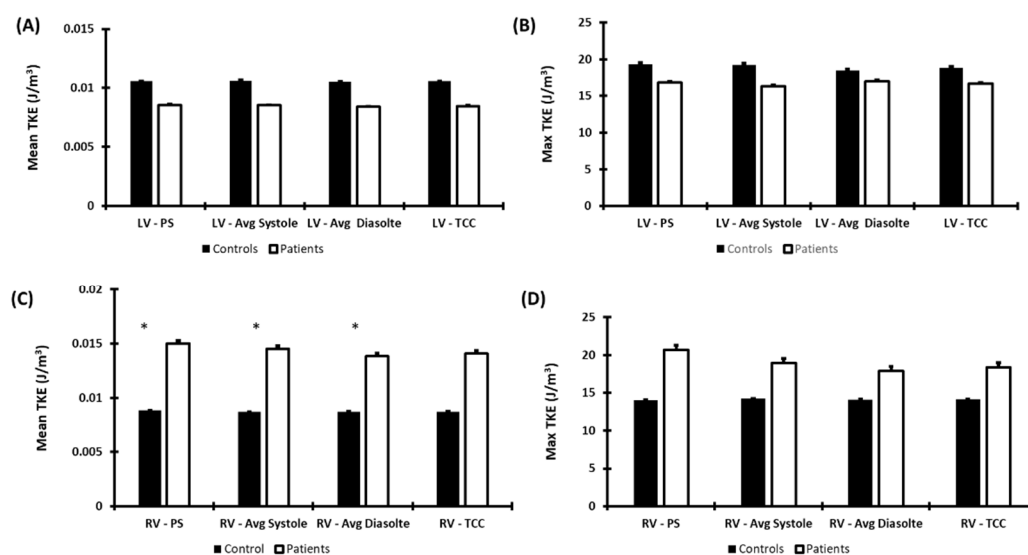 (A)
Mean TKE (J/m³)
0.015
0.01
0.005
0
LV - PS LV - Avg Systole LV - Avg Diasolte LV - TCC
■ Controls □ Patients
(B)
Max TKE (J/m³)
25
20
15
10
5
0
LV - PS LV - Avg Systole LV - Avg Diasolte LV - TCC
■ Controls □ Patients
(C)
Mean TKE (J/m³)
0.02
0.015
0.01
0.005
0
* * *
RV - PS RV - Avg Systole RV - Avg Diasolte RV - TCC
■ Control □ Patients
(D)
Max TKE (J/m³)
25
20
15
10
5
0
RV - PS RV - Avg Systole RV - Avg Diasolte RV - TCC
■ Control □ Patients